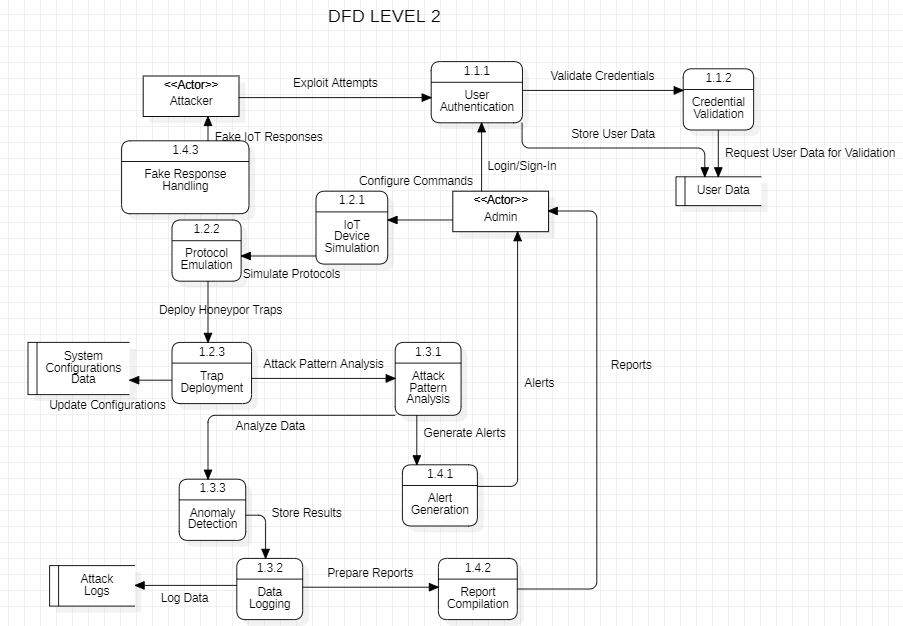 DFD LEVEL 2
<<Actor>>
Attacker
Exploit Attempts
1.1.1
User
Authentication
Validate Credentials
1.1.2
Credential
Validation
Store User Data
Request User Data for Validation
User Data
Fake IoT Responses
1.4.3
Fake Response
Handling
Login/Sign-In
Configure Commands
<<Actor>>
Admin
1.2.1
IoT
Device
Simulation
1.2.2
Protocol
Emulation
Simulate Protocols
Deploy Honeypor Traps
System
Configurations
Data
Update Configurations
1.2.3
Trap
Deployment
Attack Pattern Analysis
1.3.1
Attack
Pattern
Analysis
Alerts
Reports
Analyze Data
Generate Alerts
1.4.1
Alert
Generation
1.3.3
Anomaly
Detection
Store Results
1.3.2
Data
Logging
Attack
Logs
Log Data
Prepare Reports
1.4.2
Report
Compilation